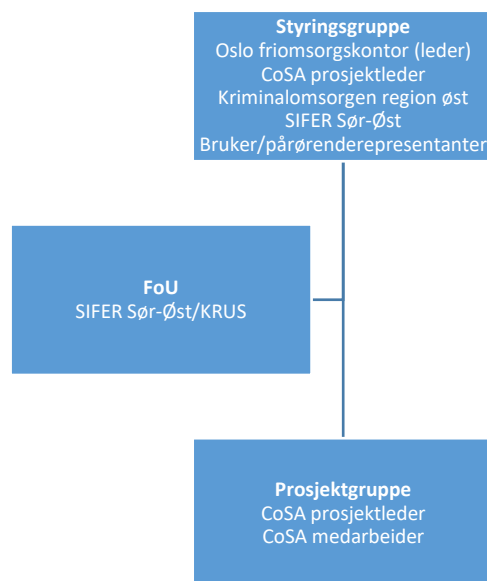 Styringsgruppe
Oslo friomsorgskontor (leder)
CoSA prosjektleder
Kriminalomsorgen region øst
SIFER Sør-Øst
Bruker/pårørenderepresentanter
FoU
SIFER Sør-Øst/KRUS
Prosjektgruppe
CoSA prosjektleder
CoSA medarbeider